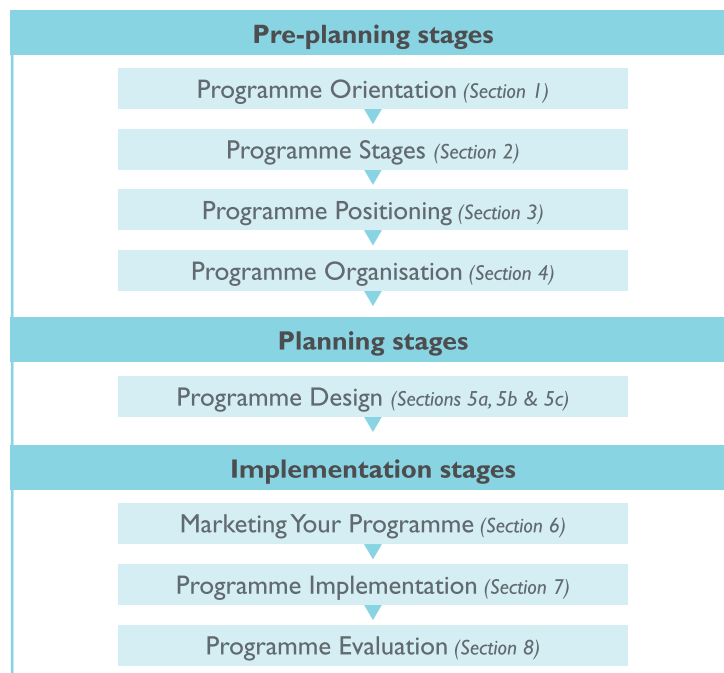 Pre-planning stages
Programme Orientation (Section 1)
Programme Stages (Section 2)
Programme Positioning (Section 3)
Programme Organisation (Section 4)
Planning stages
Programme Design (Sections 5a, 5b & 5c)
Implementation stages
Marketing Your Programme (Section 6)
Programme Implementation (Section 7)
Programme Evaluation (Section 8)